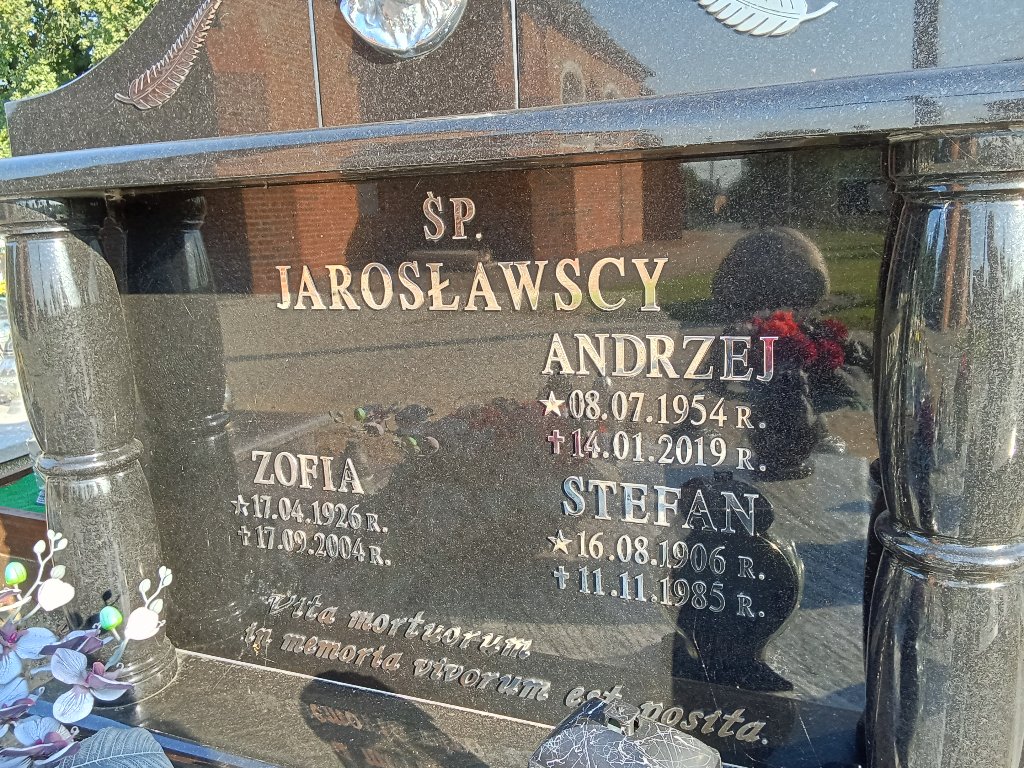 ŚP.
JAROSŁAWSCY
ANDRZEJ
★08.07.1954 R.
✝14.01.2019 R.
ZOFIA
★17.04.1926 R.
✝17.09.2004 R.
STEFAN
★16.08.1906 R.
✝11.11.1985 R.
Vita mortuorum
in memoria vivorum est posita.